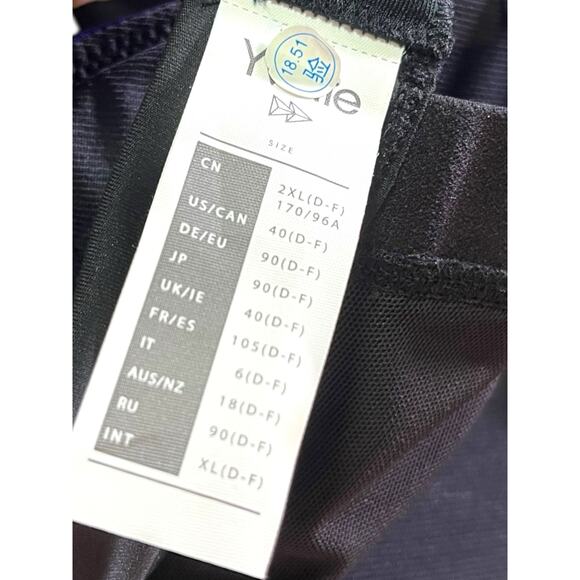 18.51
验
SIZE
CN 2XL(D-F)
170/96A
US/CAN 40(D-F)
DE/EU 90(D-F)
JP 90(D-F)
UK/IE 40(D-F)
FR/ES 105(D-F)
IT 6(D-F)
AUS/NZ 18(D-F)
RU 90(D-F)
INT XL(D-F)